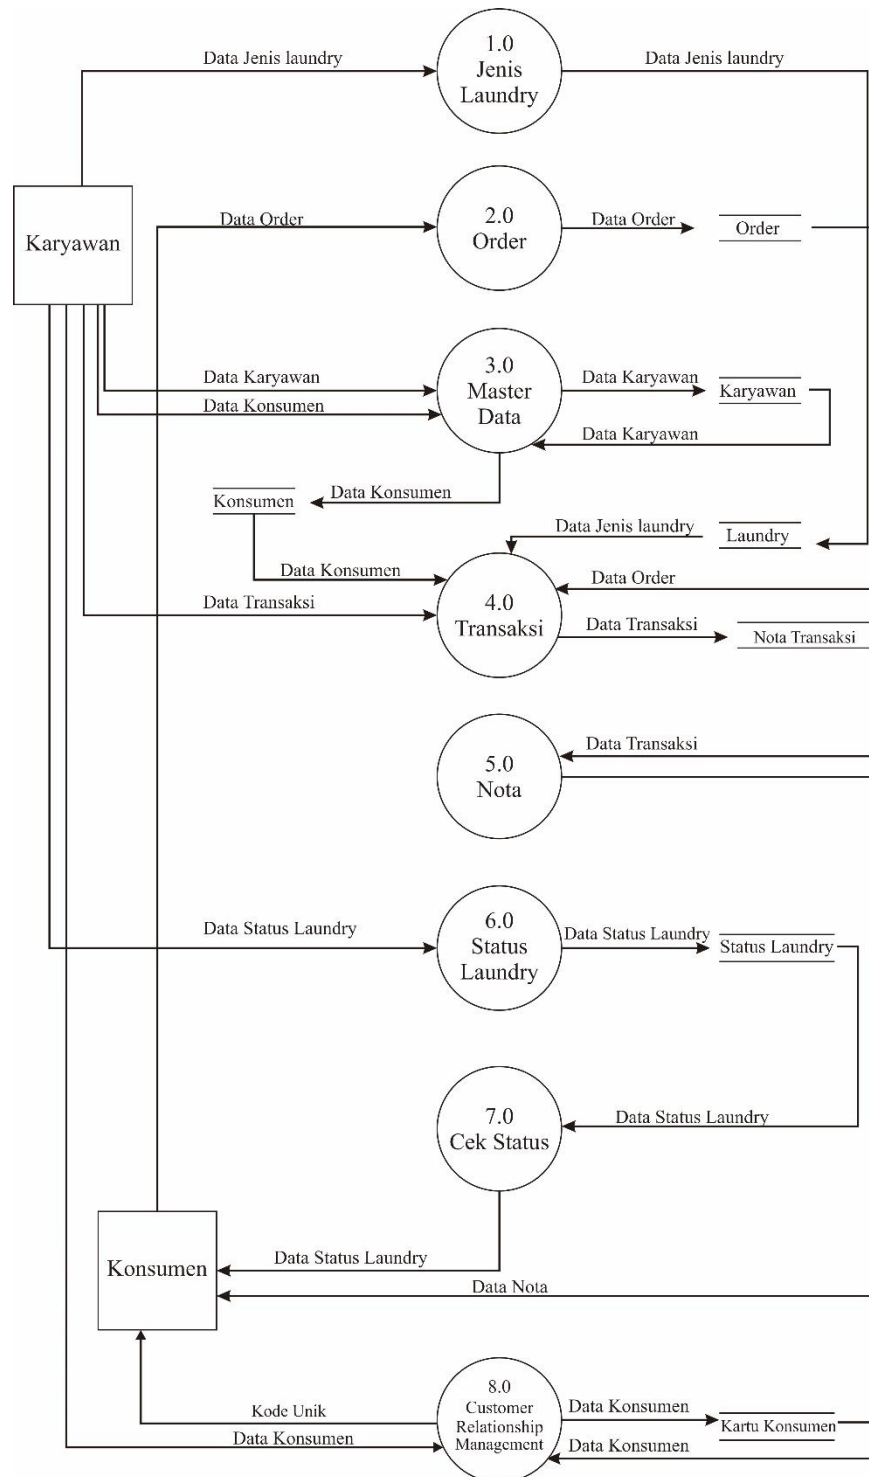 1.0
Jenis
Laundry
Data Jenis laundry
Data Jenis laundry
Karyawan
2.0
Order
Data Order
Data Order
Order
3.0
Master
Data
Data Karyawan
Data Konsumen
Data Karyawan
Karyawan
Data Karyawan
Konsumen
Data Konsumen
Data Jenis laundry
Laundry
Data Konsumen
Data Transaksi
4.0
Transaksi
Data Order
Data Transaksi
Nota Transaksi
5.0
Nota
Data Transaksi
Data Status Laundry
6.0
Status
Laundry
Data Status Laundry
Status Laundry
7.0
Cek Status
Data Status Laundry
Konsumen
Data Status Laundry
Data Nota
Kode Unik
Data Konsumen
8.0
Customer
Relationship
Management
Data Konsumen
Kartu Konsumen
Data Konsumen